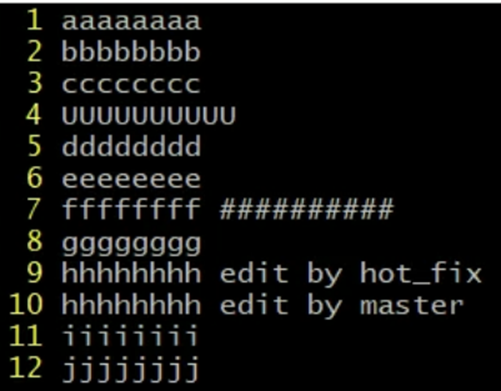 1 aaaaaaaa
2 bbbbbbbb
3 cccccccc
4 UUUUUUUUUU
5 dddddddd
6 eeeeeeee
7 ffffffff ##########
8 gggggggg
9 hhhhhhhh edit by hot_fix
10 hhhhhhhh edit by master
11 iiiiiiii
12 jjjjjjjj